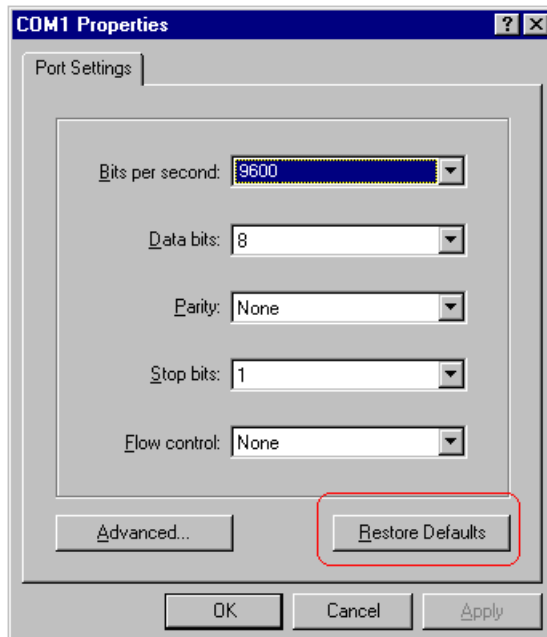 COM1 Properties
Port Settings
Bits per second: 9600
Data bits: 8
Parity: None
Stop bits: 1
Flow control: None
Advanced... Restore Defaults
OK Cancel Apply